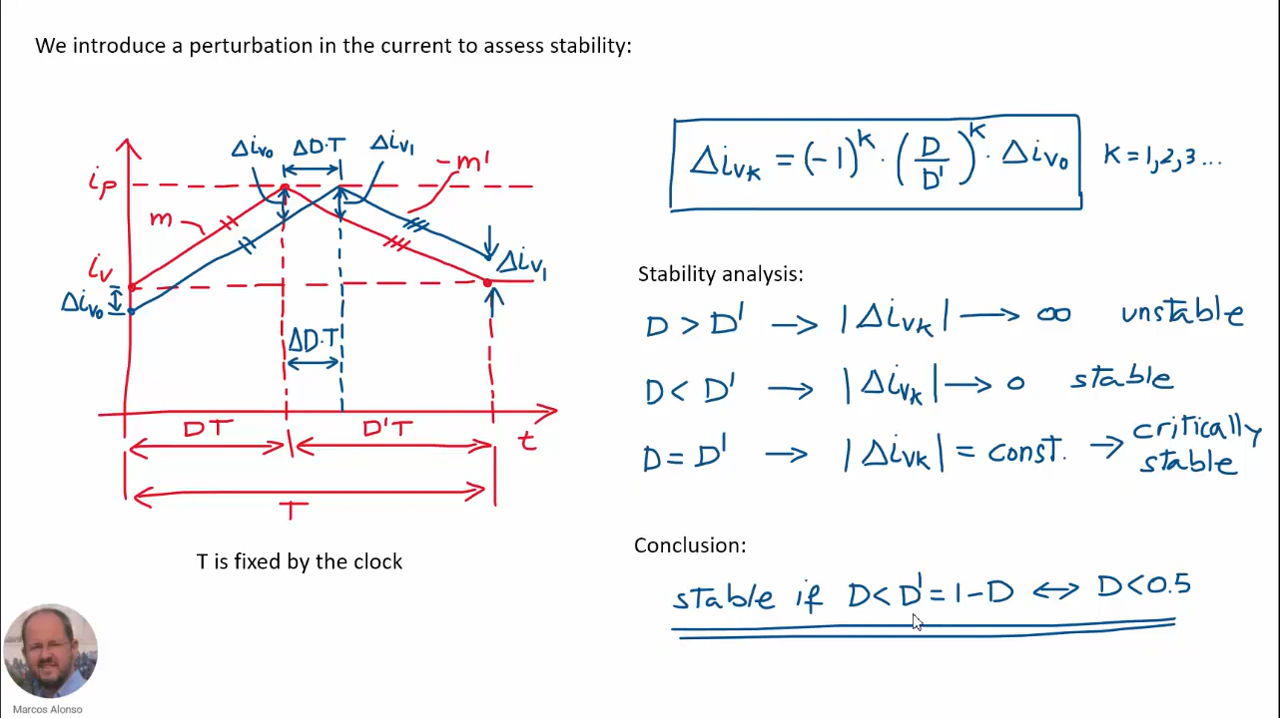 We introduce a perturbation in the current to assess stability:
Δiv₀ ΔD·T Δiv₁
-m'
ip
m
iv
Δiv₁
Δiv₀
ΔD·T
DT D'T t
T
T is fixed by the clock
Δivₖ = (-1)ᴷ · (D/D')ᴷ · Δiv₀ K = 1,2,3...
Stability analysis:
D > D' → |Δivₖ| → ∞ unstable
D < D' → |Δivₖ| → 0 stable
D = D' → |Δivₖ| = const. → critically stable
Conclusion:
stable if D < D' = 1-D ↔ D < 0.5
Marcos Alonso